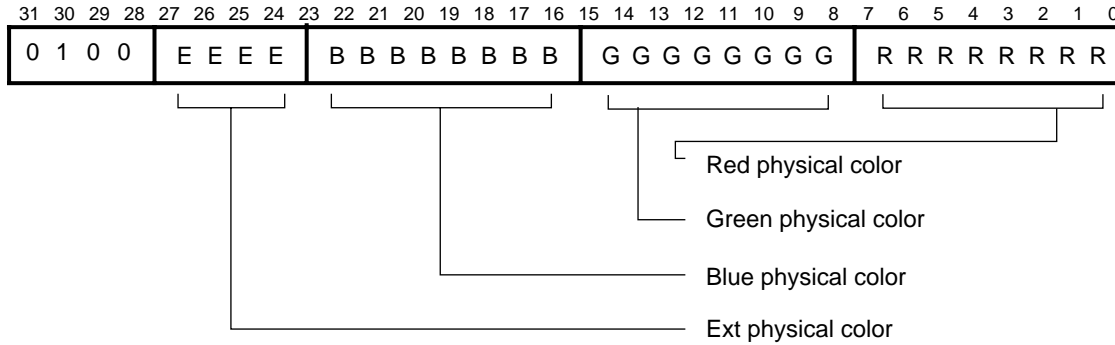 31 30 29 28 27 26 25 24 23 22 21 20 19 18 17 16 15 14 13 12 11 10 9 8 7 6 5 4 3 2 1 0
0 1 0 0 E E E E B B B B B B B B G G G G G G G G R R R R R R R R
Red physical color
Green physical color
Blue physical color
Ext physical color